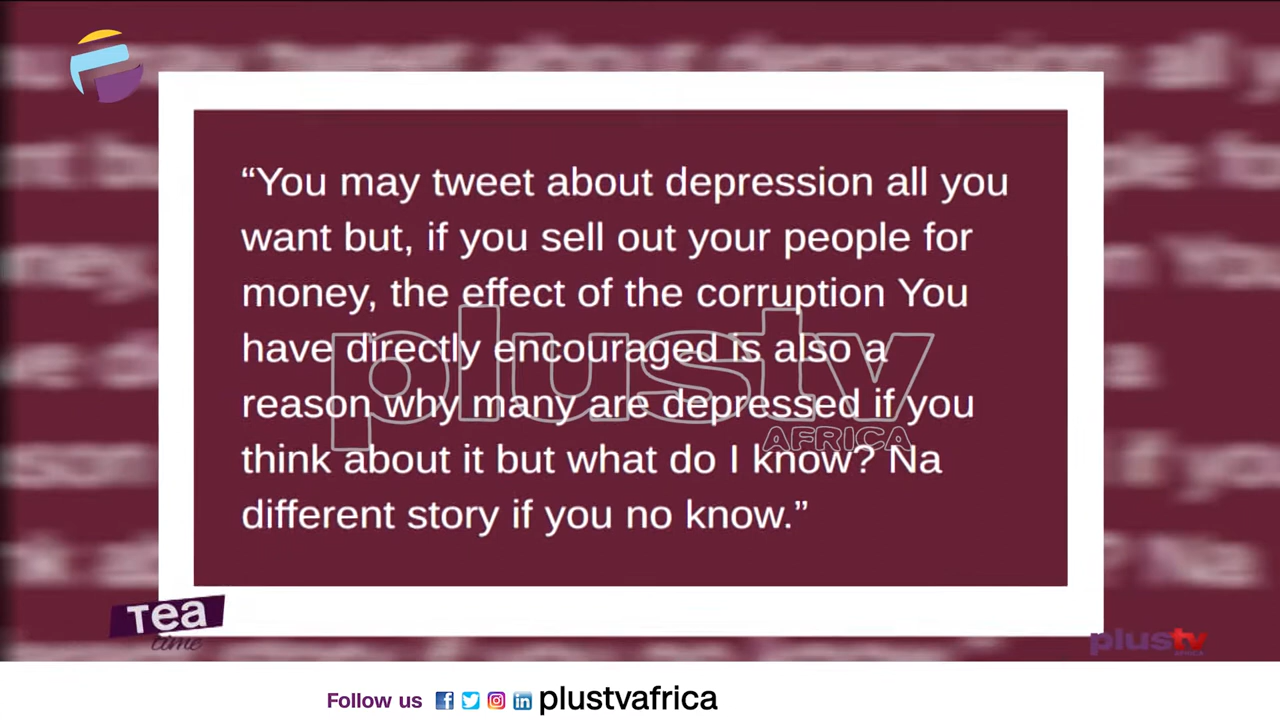 “You may tweet about depression all you
want but, if you sell out your people for
money, the effect of the corruption You
have directly encouraged is also a
reason why many are depressed if you
think about it but what do I know? Na
different story if you no know.”
plustv
AFRICA
Tea
time
plustv
AFRICA
Follow us plustvafrica